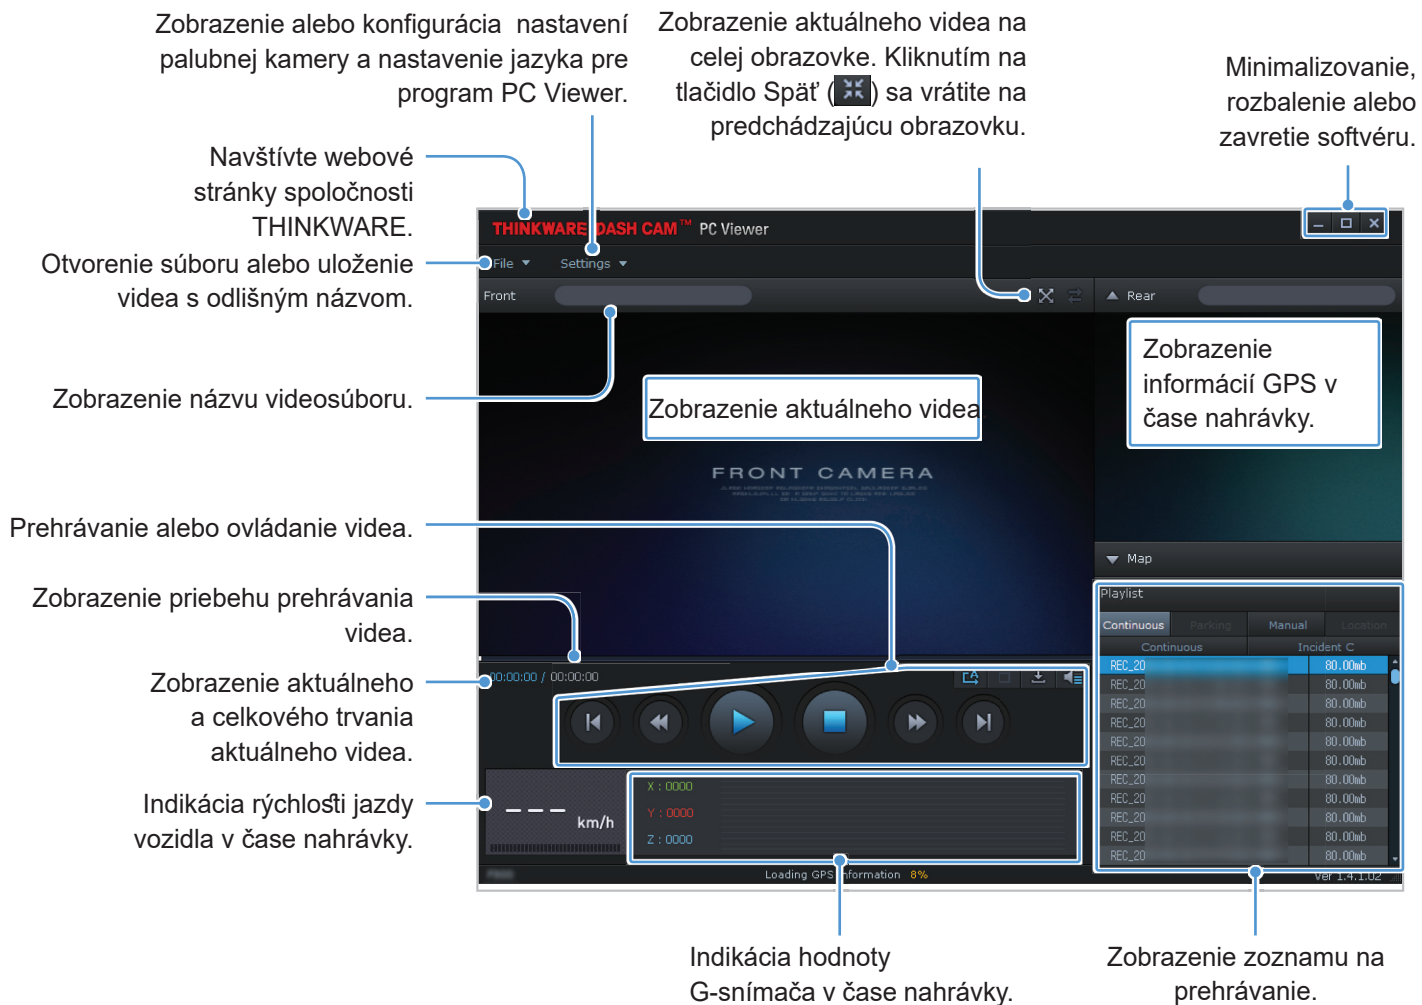 Zobrazenie alebo konfigurácia nastavení
palubnej kamery a nastavenie jazyka pre
program PC Viewer.
Zobrazenie aktuálneho videa na
celej obrazovke. Kliknutím na
tlačidlo Späť ( ) sa vrátite na
predchádzajúcu obrazovku.
Minimalizovanie,
rozbalenie alebo
zavretie softvéru.
Navštívte webové
stránky spoločnosti
THINKWARE.
Otvorenie súboru alebo uloženie
videa s odlišným názvom.
Zobrazenie názvu videosúboru.
Prehrávanie alebo ovládanie videa.
Zobrazenie priebehu prehrávania
videa.
Zobrazenie aktuálneho
a celkového trvania
aktuálneho videa.
Indikácia rýchlosti jazdy
vozidla v čase nahrávky.
THINKWARE DASH CAM™ PC Viewer
File Settings
Front
Rear
Zobrazenie aktuálneho videa
Zobrazenie
informácií GPS v
čase nahrávky.
FRONT CAMERA
Map
Playlist
Continuous Parking Manual Location
Continuous Incident C
REC_20 80.00mb
REC_20 80.00mb
REC_20 80.00mb
REC_20 80.00mb
REC_20 80.00mb
REC_20 80.00mb
REC_20 80.00mb
REC_20 80.00mb
REC_20 80.00mb
REC_20 80.00mb
REC_20 80.00mb
00:00:00 / 00:00:00
km/h
X : 0000
Y : 0000
Z : 0000
Loading GPS information 8%
Ver 1.4.1.02
Indikácia hodnoty
G-snímača v čase nahrávky.
Zobrazenie zoznamu na
prehrávanie.